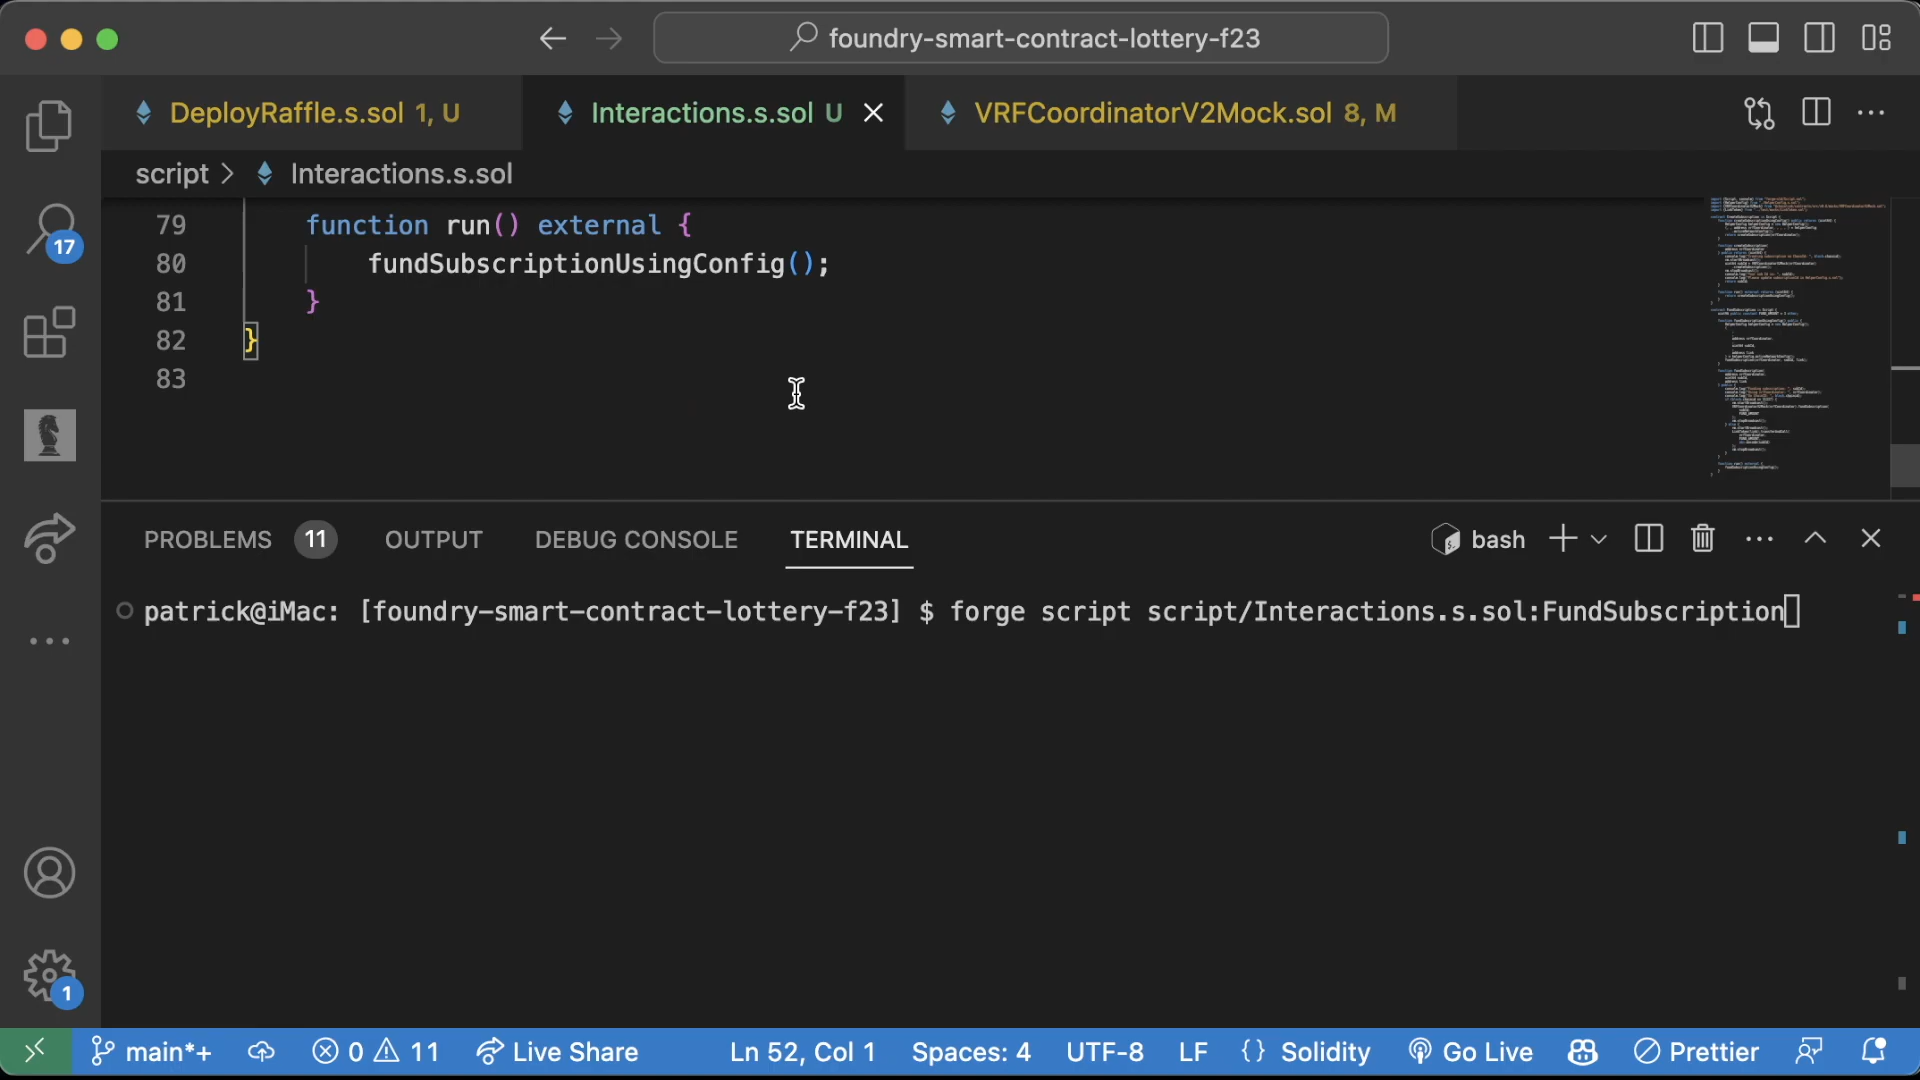 foundry-smart-contract-lottery-f23
DeployRaffle.s.sol 1, U
Interactions.s.sol U
VRFCoordinatorV2Mock.sol 8, M
script > Interactions.s.sol
17
79 function run() external {
80 fundSubscriptionUsingConfig();
81 }
82 }
83
PROBLEMS 11 OUTPUT DEBUG CONSOLE TERMINAL
bash
patrick@iMac: [foundry-smart-contract-lottery-f23] $ forge script script/Interactions.s.sol:FundSubscription
1
main*+ 0 11 Live Share Ln 52, Col 1 Spaces: 4 UTF-8 LF {} Solidity Go Live Prettier